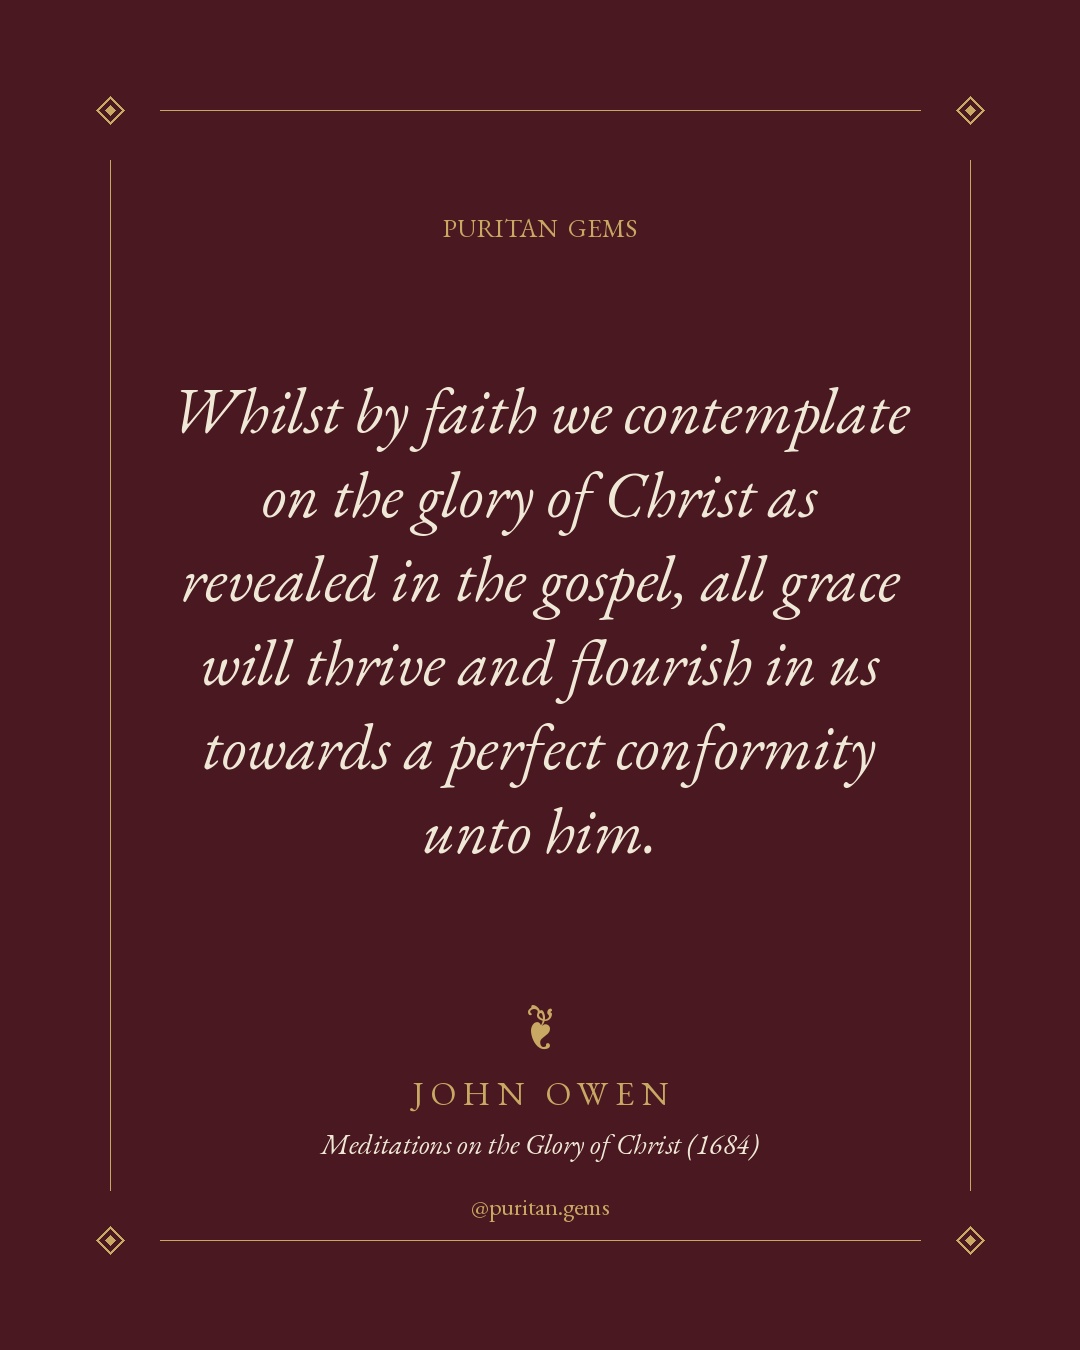 PURITAN GEMS
Whilst by faith we contemplate
on the glory of Christ as
revealed in the gospel, all grace
will thrive and flourish in us
towards a perfect conformity
unto him.
JOHN OWEN
Meditations on the Glory of Christ (1684)
@puritan.gems